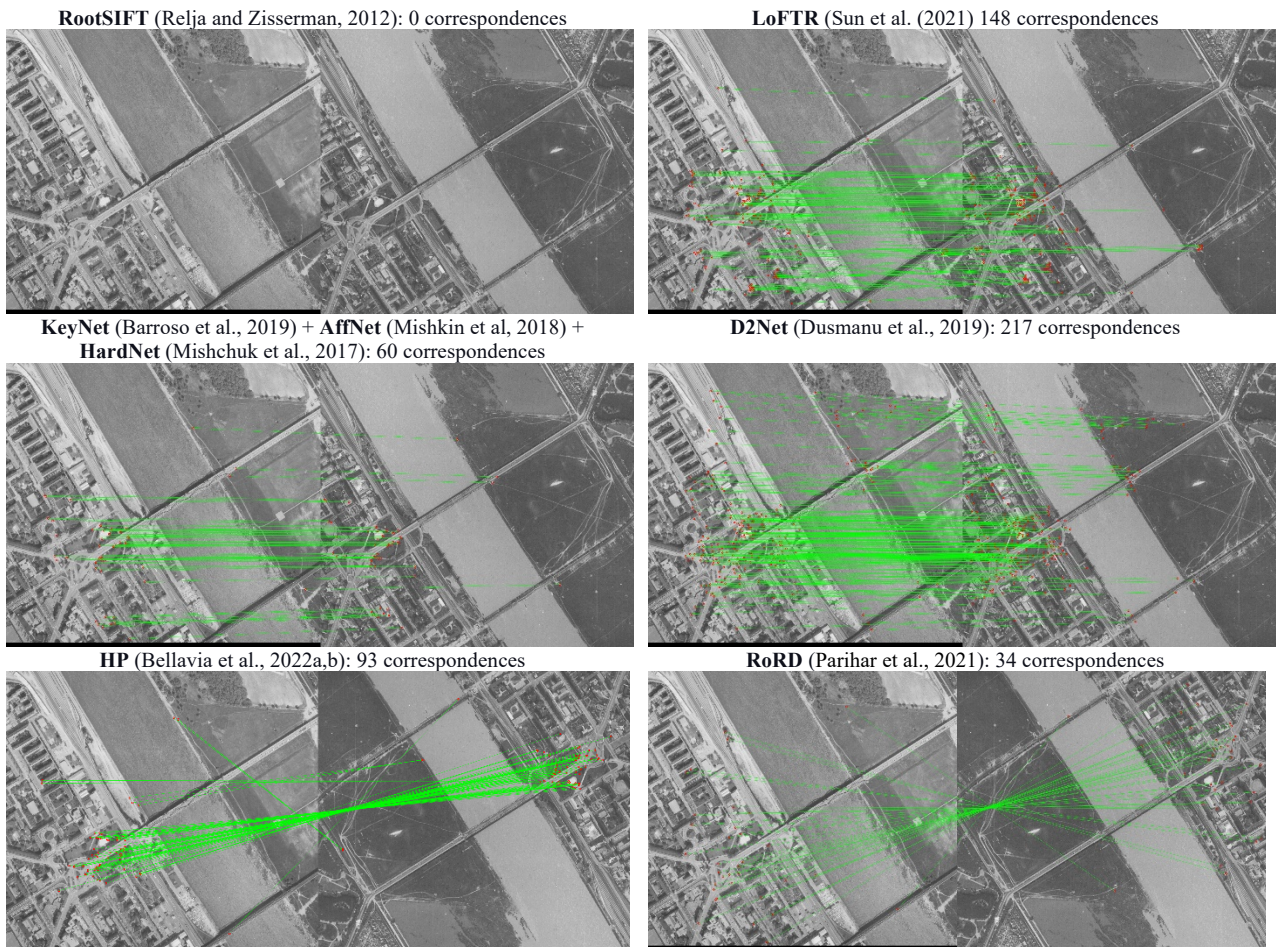 RootSIFT (Relja and Zisserman, 2012): 0 correspondences
LoFTR (Sun et al. (2021) 148 correspondences
KeyNet (Barroso et al., 2019) + AffNet (Mishkin et al, 2018) +
HardNet (Mishchuk et al., 2017): 60 correspondences
D2Net (Dusmanu et al., 2019): 217 correspondences
HP (Bellavia et al., 2022a,b): 93 correspondences
RoRD (Parihar et al., 2021): 34 correspondences